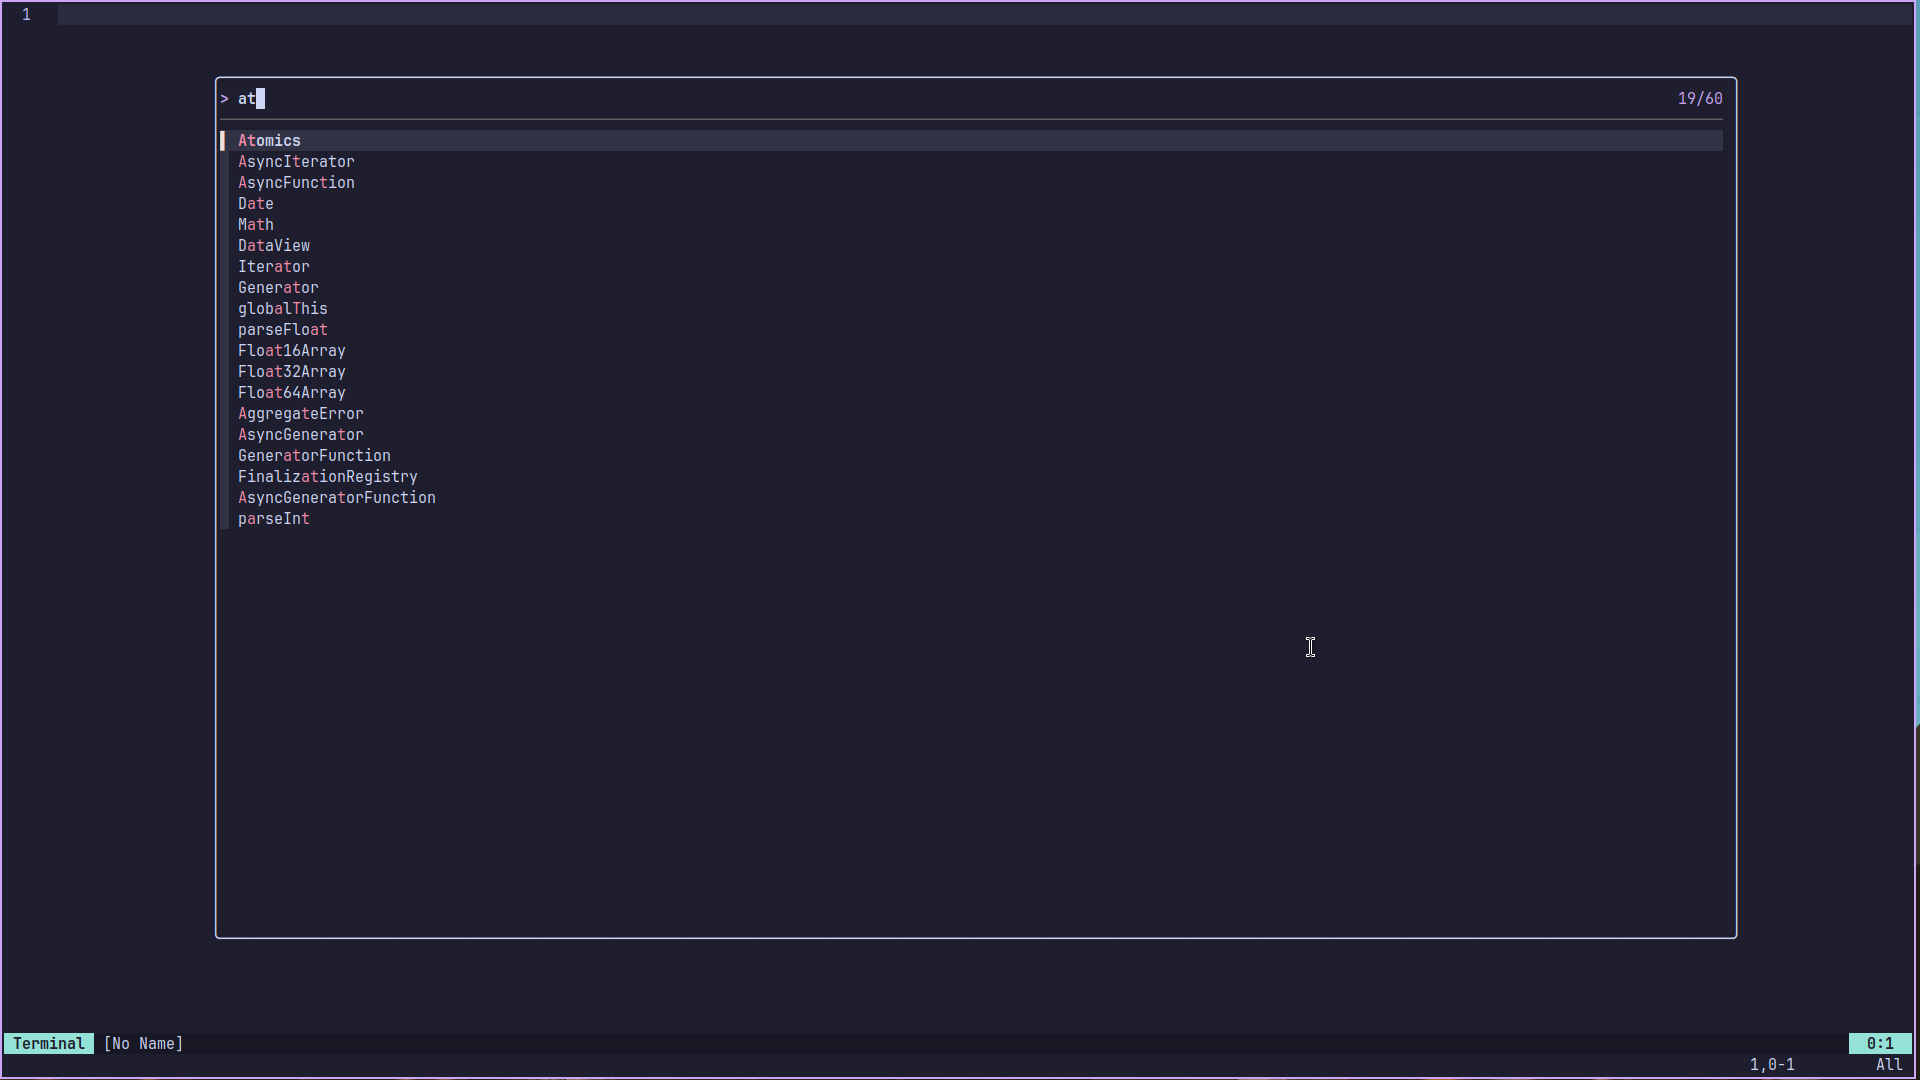 1
> at 19/60
Atomics
AsyncIterator
AsyncFunction
Date
Math
DataView
Iterator
Generator
globalThis
parseFloat
Float16Array
Float32Array
Float64Array
AggregateError
AsyncGenerator
GeneratorFunction
FinalizationRegistry
AsyncGeneratorFunction
parseInt
Terminal [No Name] 0:1
1,0-1 All